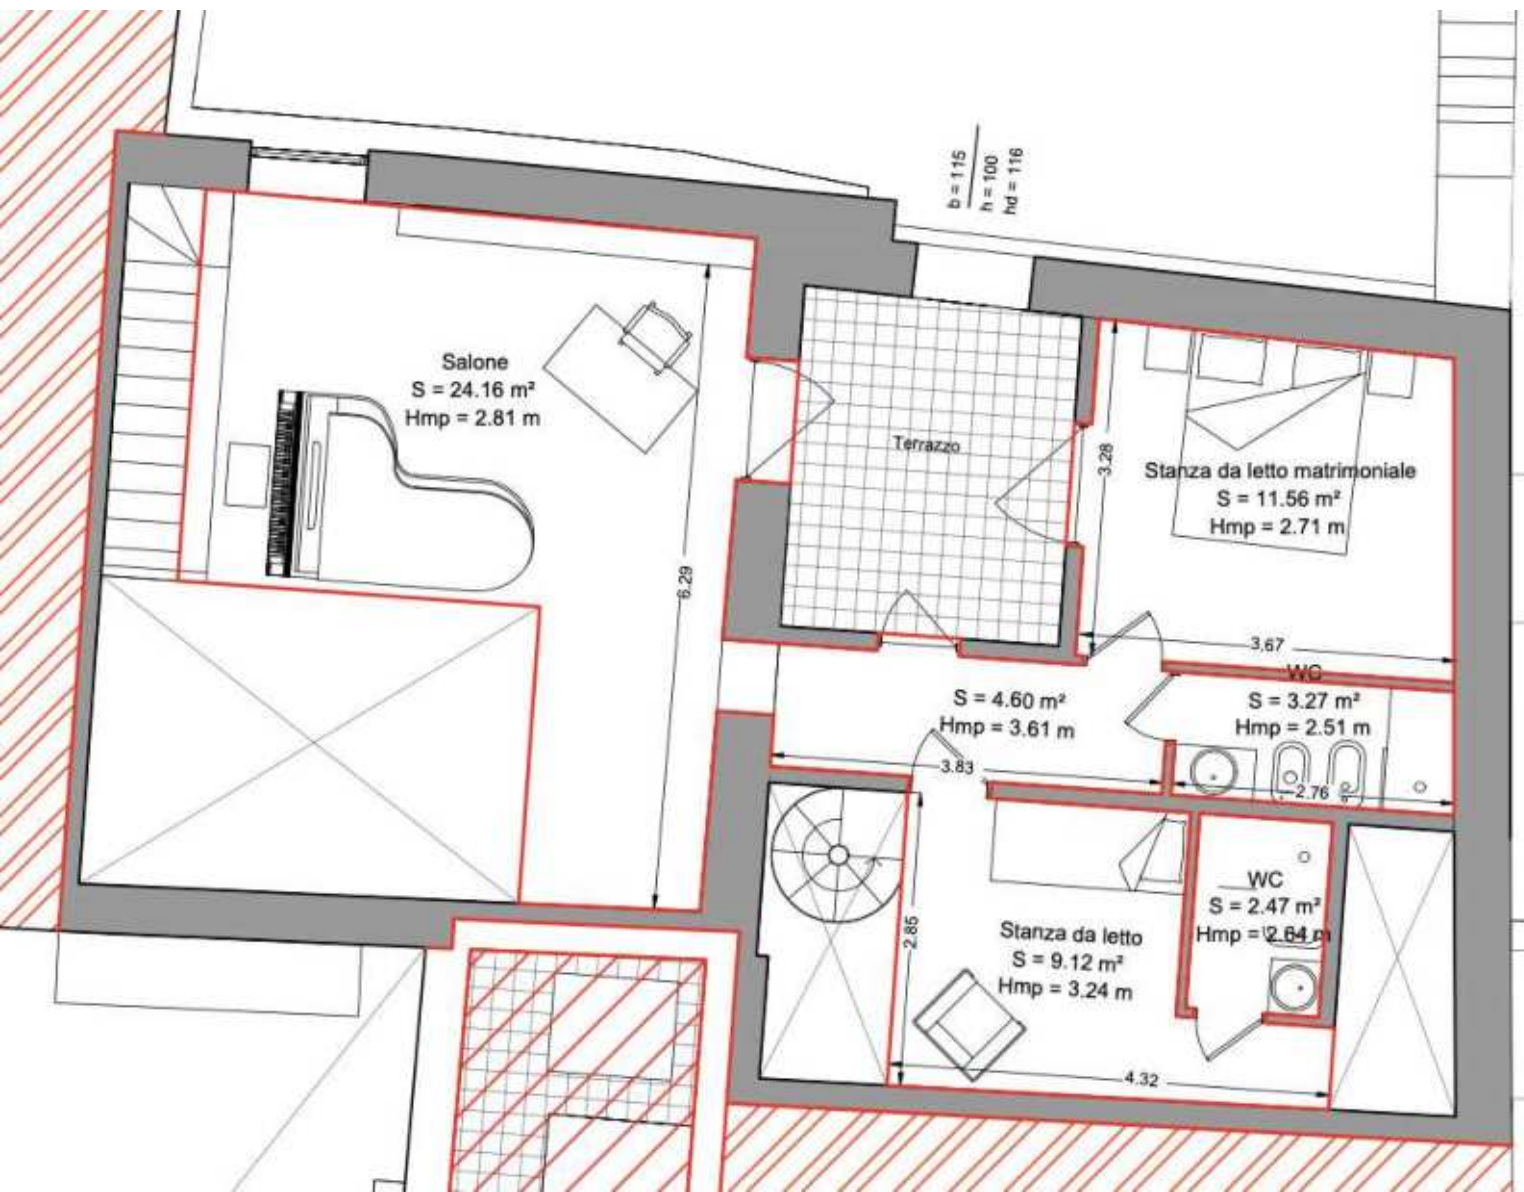 b = 115
h = 100
hd = 116
Salone
S = 24.16 m²
Hmp = 2.81 m
Terrazzo
3.28
Stanza da letto matrimoniale
S = 11.56 m²
Hmp = 2.71 m
6.29
3.67
WC
S = 3.27 m²
Hmp = 2.51 m
S = 4.60 m²
Hmp = 3.61 m
3.83
2.76
WC
S = 2.47 m²
Hmp = 2.64 m
2.85
Stanza da letto
S = 9.12 m²
Hmp = 3.24 m
4.32